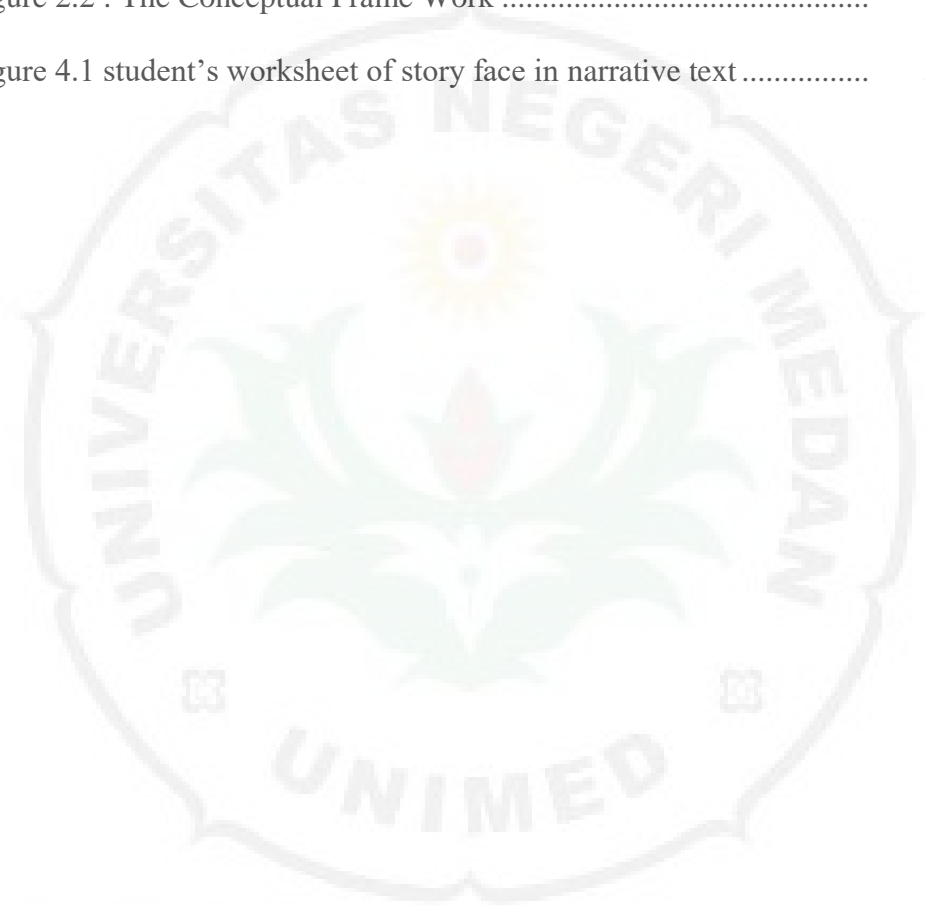 gure 2.2 : The Conceptual Frame Work ..........................................
gure 4.1 student’s worksheet of story face in narrative text ................
UNIVERSITAS NEGERI MEDAN
UNIMED